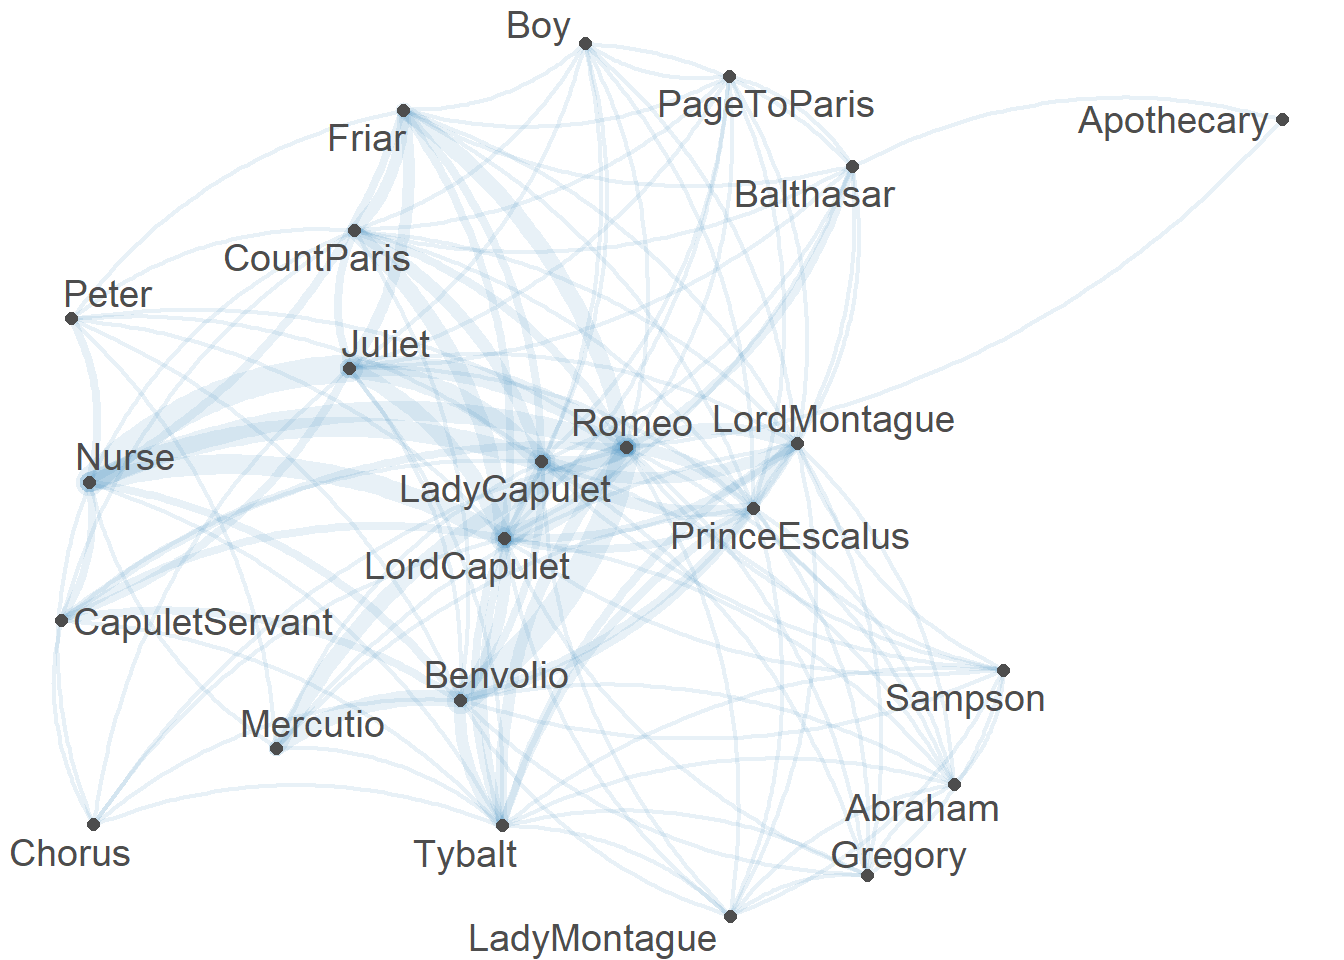 Boy
PageToParis
Apothecary
Friar
Balthasar
CountParis
Peter
Juliet
Romeo
LordMontague
Nurse
LadyCapulet
PrinceEscalus
LordCapulet
CapuletServant
Benvolio
Sampson
Mercutio
Abraham
Chorus
Tybalt
Gregory
LadyMontague